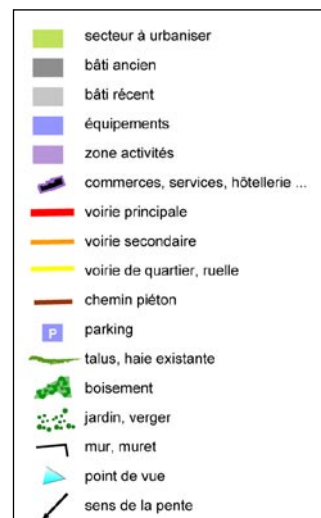 secteur à urbaniser
bâti ancien
bâti récent
équipements
zone activités
commerces, services, hôtellerie ...
voirie principale
voirie secondaire
voirie de quartier, ruelle
chemin piéton
P parking
talus, haie existante
boisement
jardin, verger
mur, muret
point de vue
sens de la pente